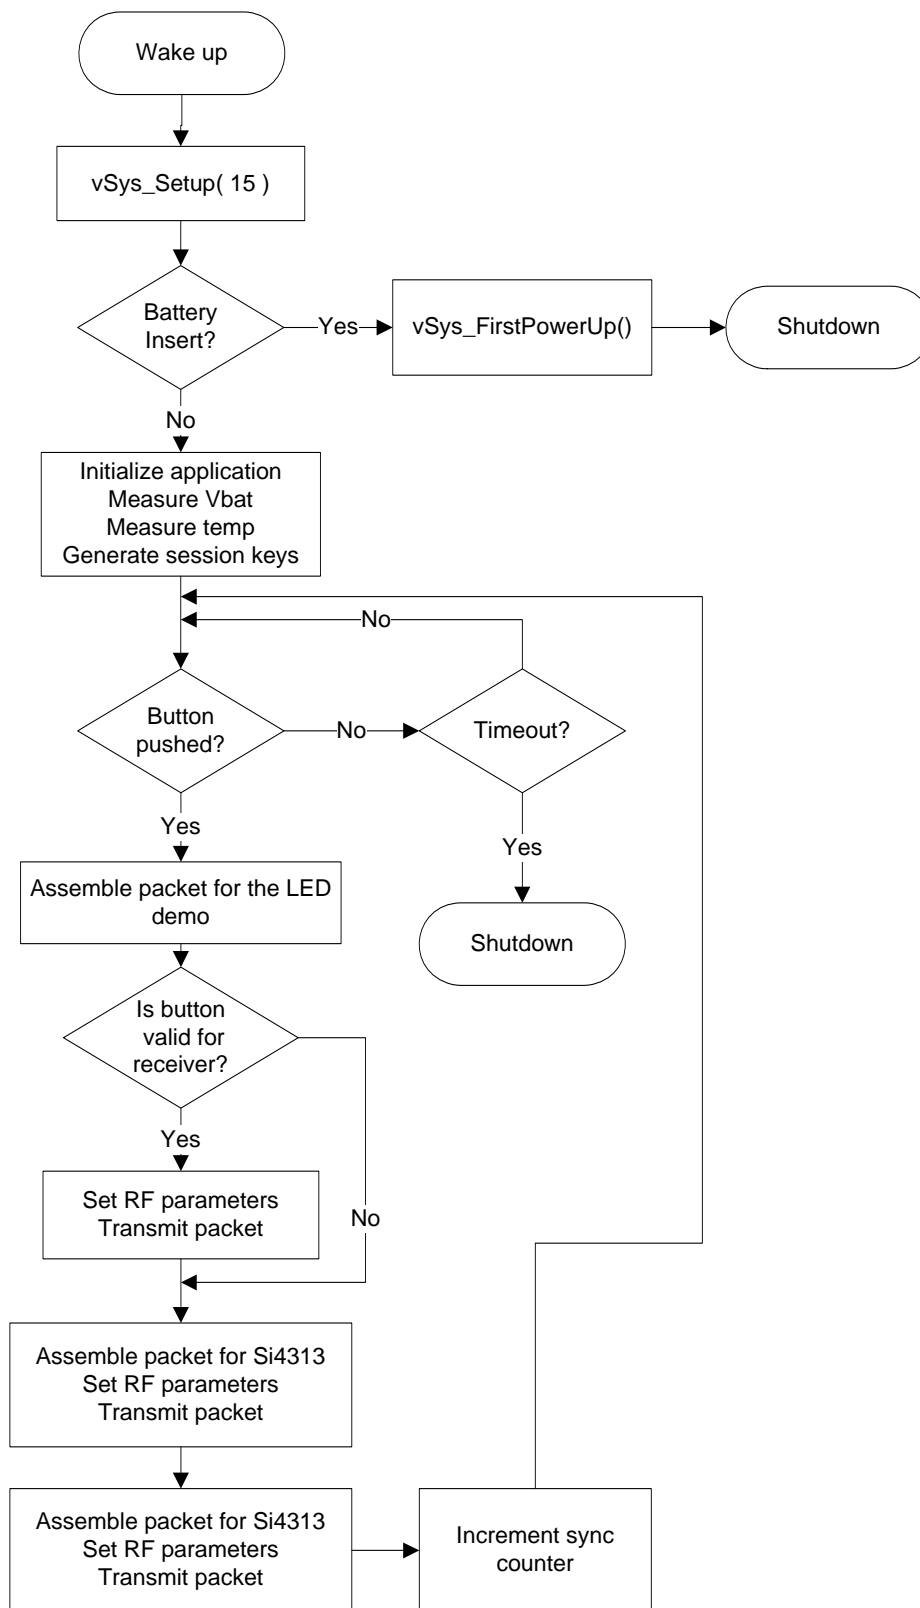 Wake up
vSys_Setup( 15 )
Battery
Insert?
Yes
vSys_FirstPowerUp()
Shutdown
No
Initialize application
Measure Vbat
Measure temp
Generate session keys
No
Button
pushed?
No
Timeout?
Yes
Yes
Assemble packet for the LED
demo
Shutdown
Is button
valid for
receiver?
Yes
No
Set RF parameters
Transmit packet
Assemble packet for Si4313
Set RF parameters
Transmit packet
Assemble packet for Si4313
Set RF parameters
Transmit packet
Increment sync
counter